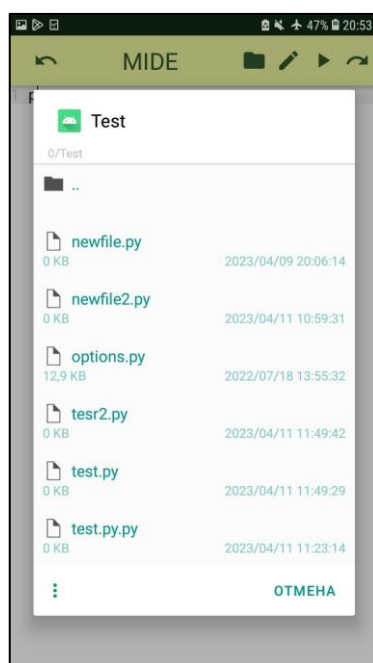 47% 20:53
MIDE
p
Test
0/Test
..
newfile.py
0 KB 2023/04/09 20:06:14
newfile2.py
0 KB 2023/04/11 10:59:31
options.py
12,9 KB 2022/07/18 13:55:32
tesr2.py
0 KB 2023/04/11 11:49:42
test.py
0 KB 2023/04/11 11:49:29
test.py.py
0 KB 2023/04/11 11:23:14
ОТМЕНА